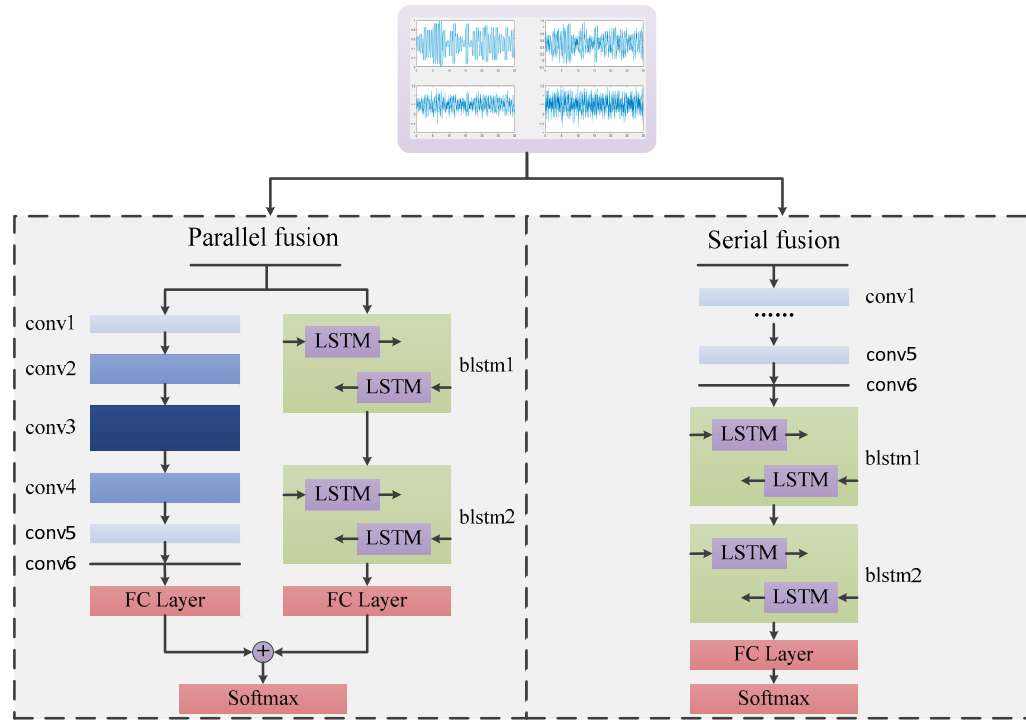 Parallel fusion
conv1
conv2
conv3
conv4
conv5
conv6
LSTM
LSTM
blstm1
LSTM
LSTM
blstm2
FC Layer
FC Layer
+
Softmax
Serial fusion
conv1
......
conv5
conv6
LSTM
LSTM
blstm1
LSTM
LSTM
blstm2
FC Layer
Softmax